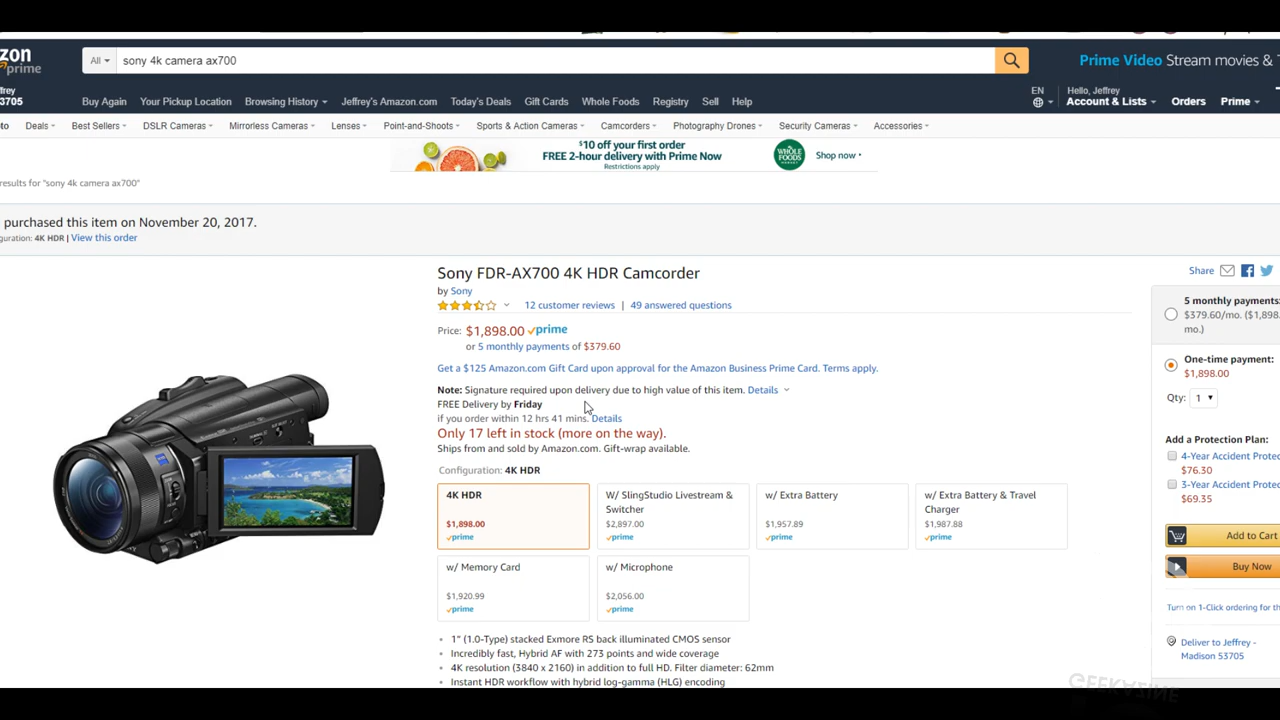 zon
prime
All
sony 4k camera ax700
Prime Video Stream movies &
frey
3705
Buy Again Your Pickup Location Browsing History Jeffrey's Amazon.com Today's Deals Gift Cards Whole Foods Registry Sell Help
EN
Hello, Jeffrey
Account & Lists Orders Prime
to Deals Best Sellers DSLR Cameras Mirrorless Cameras Lenses Point-and-Shoots Sports & Action Cameras Camcorders Photography Drones Security Cameras Accessories
$10 off your first order
FREE 2-hour delivery with Prime Now
Restrictions apply
WHOLE FOODS MARKET
Shop now
results for "sony 4k camera ax700"
purchased this item on November 20, 2017.
guration: 4K HDR | View this order
Sony FDR-AX700 4K HDR Camcorder
by Sony
12 customer reviews | 49 answered questions
Price: $1,898.00 prime
or 5 monthly payments of $379.60
Get a $125 Amazon.com Gift Card upon approval for the Amazon Business Prime Card. Terms apply.
Note: Signature required upon delivery due to high value of this item. Details
FREE Delivery by Friday
if you order within 12 hrs 41 mins. Details
Only 17 left in stock (more on the way).
Ships from and sold by Amazon.com. Gift-wrap available.
Configuration: 4K HDR
4K HDR
$1,898.00
prime
W/ SlingStudio Livestream &
Switcher
$2,897.00
prime
w/ Extra Battery
$1,957.89
prime
w/ Extra Battery & Travel
Charger
$1,987.88
prime
w/ Memory Card
$1,920.99
prime
w/ Microphone
$2,056.00
prime
• 1" (1.0-Type) stacked Exmore RS back illuminated CMOS sensor
• Incredibly fast, Hybrid AF with 273 points and wide coverage
• 4K resolution (3840 x 2160) in addition to full HD. Filter diameter: 62mm
• Instant HDR workflow with hybrid log-gamma (HLG) encoding
Share
5 monthly payments:
$379.60/mo. ($1,898.
mo.)
One-time payment:
$1,898.00
Qty: 1
Add a Protection Plan:
4-Year Accident Protec
$76.30
3-Year Accident Protec
$69.35
Add to Cart
Buy Now
Turn on 1-Click ordering for th
Deliver to Jeffrey -
Madison 53705
GEEKAZINE